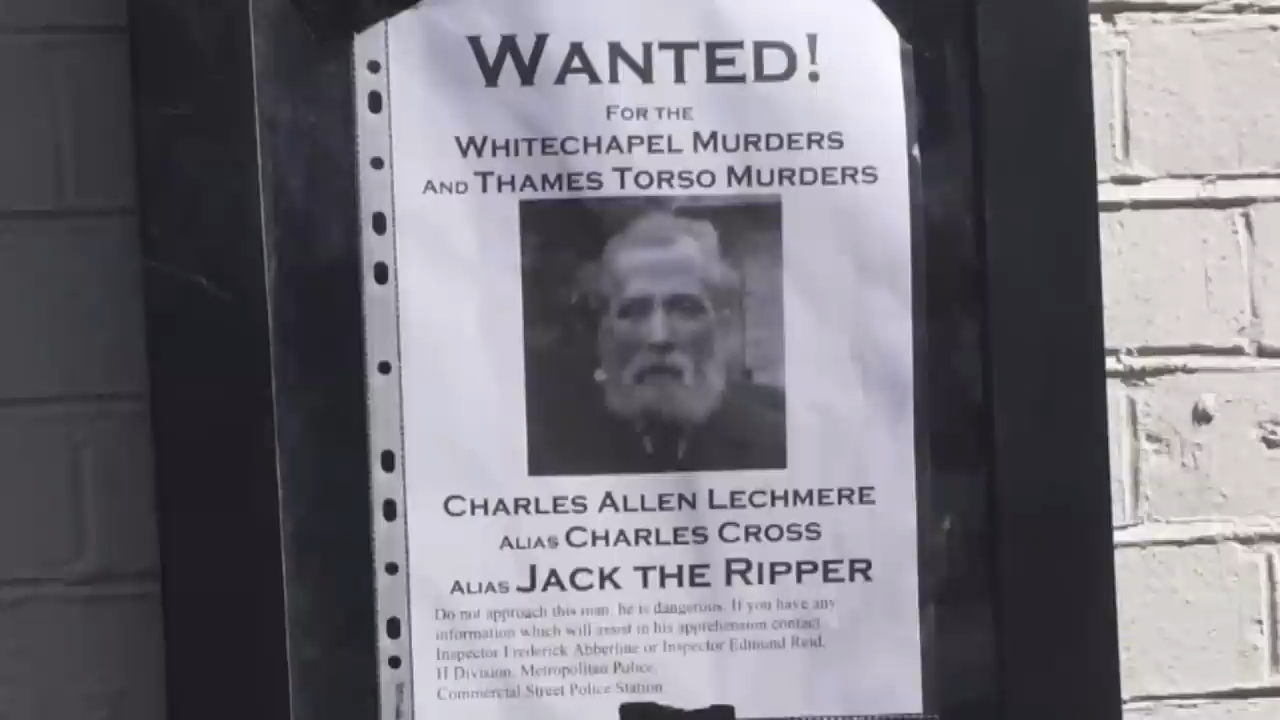 WANTED!
FOR THE
WHITECHAPEL MURDERS
AND THAMES TORSO MURDERS
CHARLES ALLEN LECHMERE
ALIAS CHARLES CROSS
ALIAS JACK THE RIPPER
Do not approach this man, he is dangerous. If you have any
information which will assist in his apprehension contact
Inspector Frederick Abberline or Inspector Edmund Reid,
H Division, Metropolitan Police,
Commercial Street Police Station